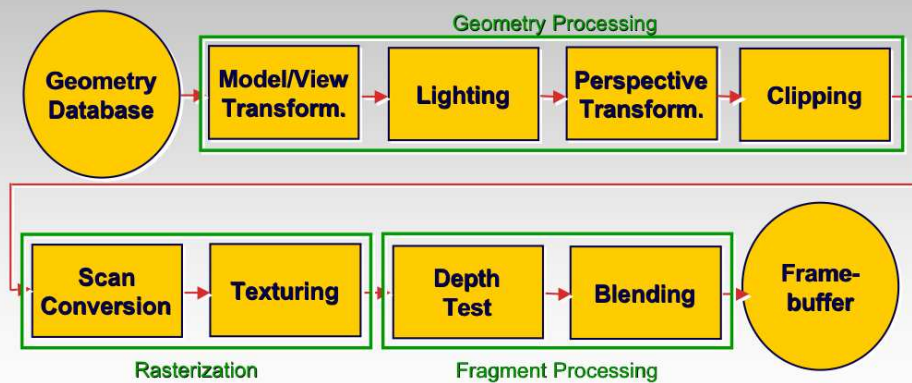 Geometry Processing
Geometry
Database
Model/View
Transform.
Lighting
Perspective
Transform.
Clipping
Scan
Conversion
Texturing
Depth
Test
Blending
Frame-
buffer
Rasterization
Fragment Processing